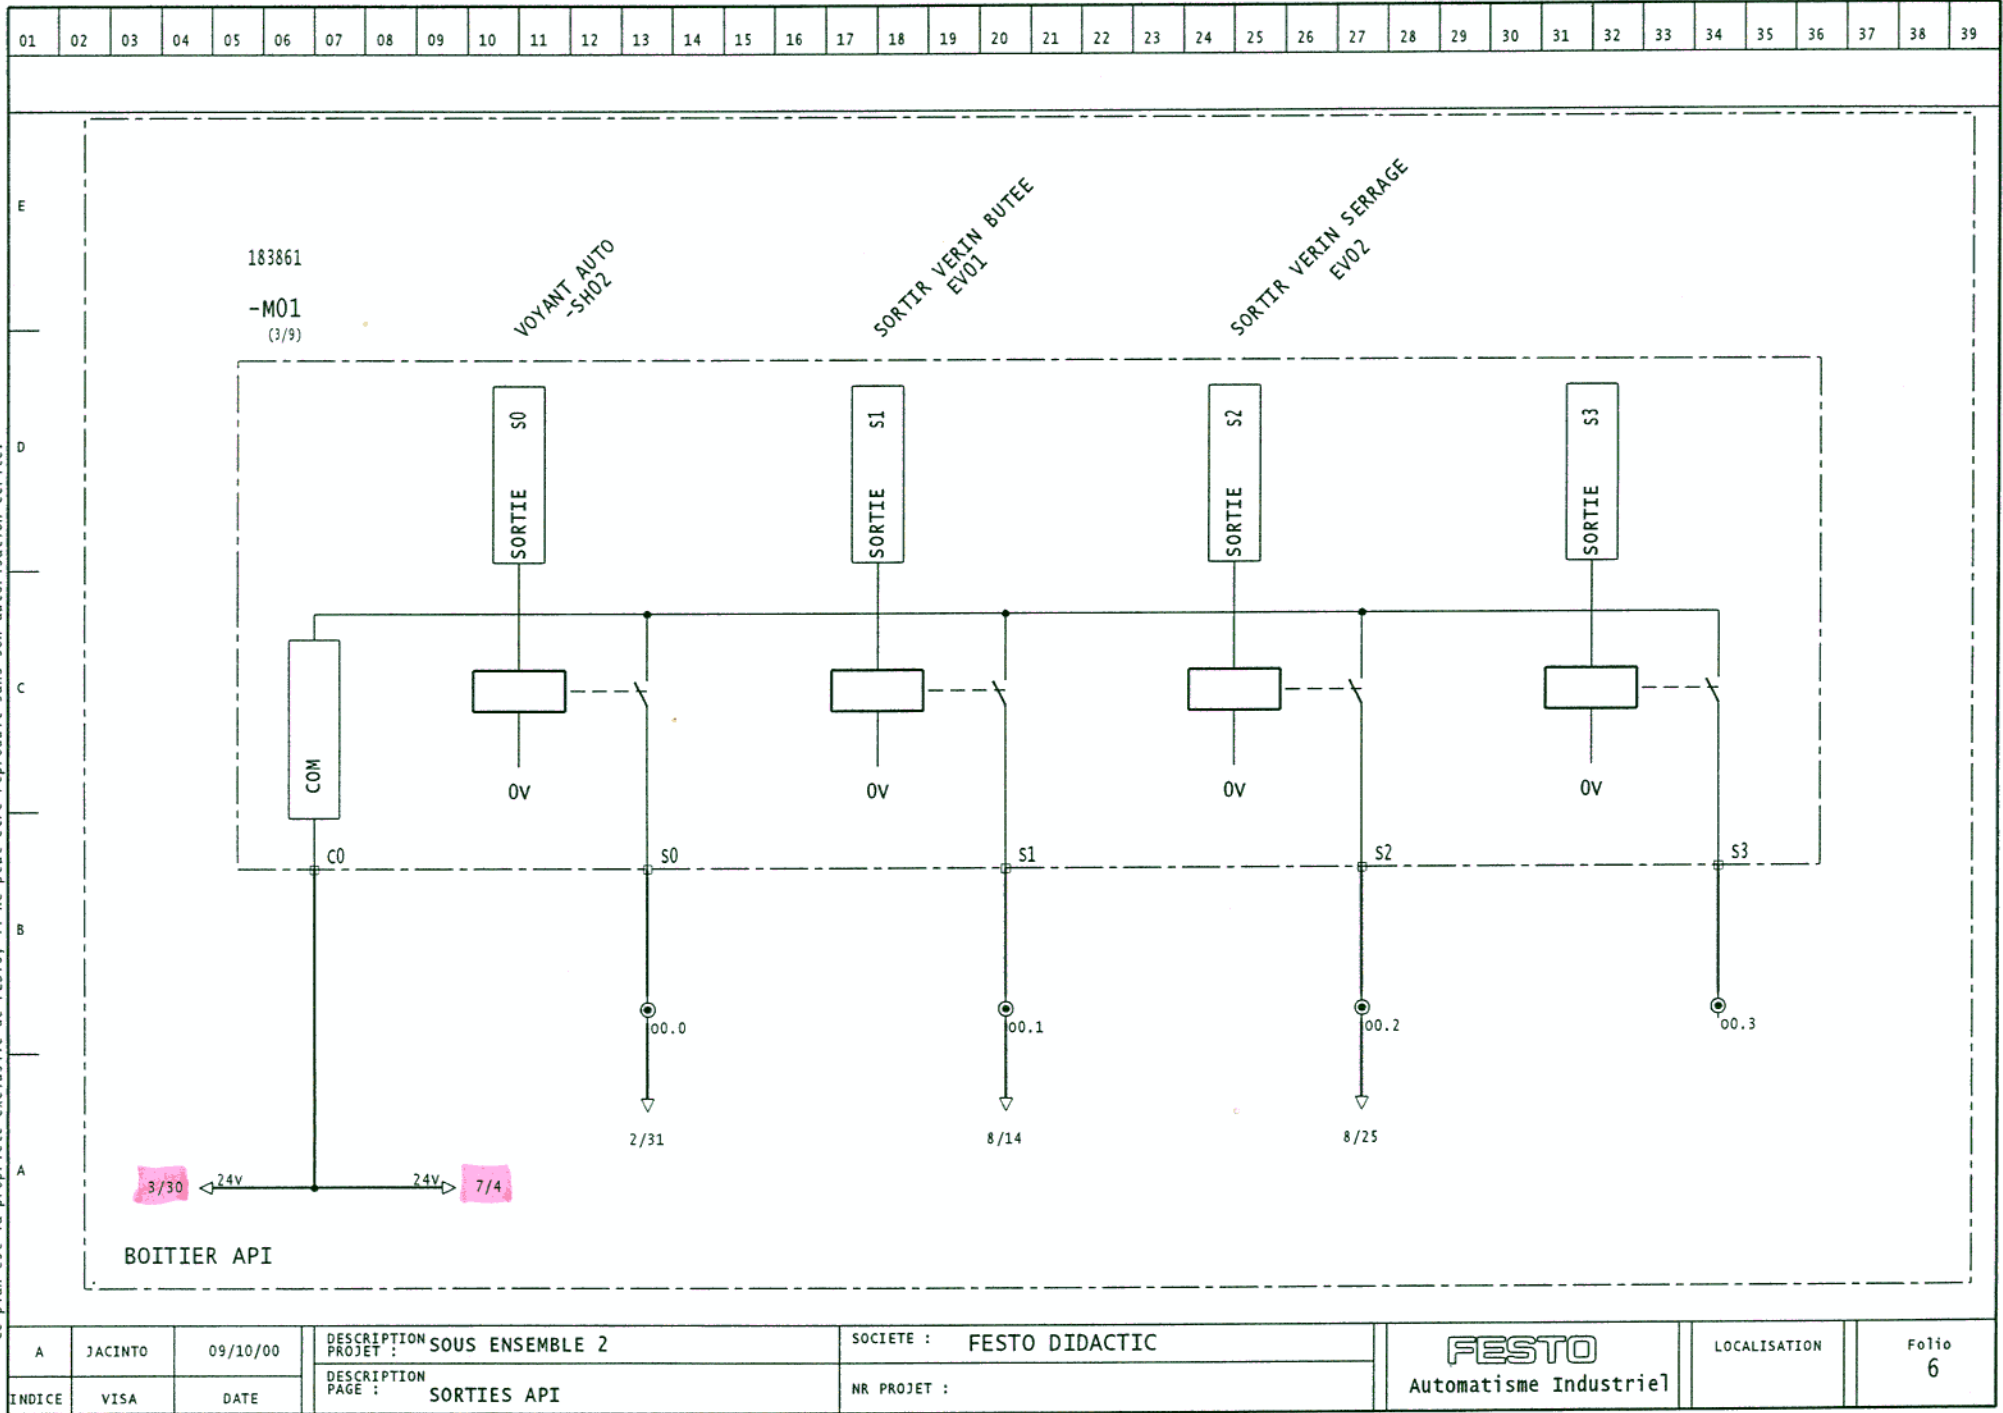 01 02 03 04 05 06 07 08 09 10 11 12 13 14 15 16 17 18 19 20 21 22 23 24 25 26 27 28 29 30 31 32 33 34 35 36 37 38 39
E
D
C
B
A
183861
-M01
(3/9)
VOYANT AUTO
-SH02
SORTIR VERIN BUTEE
EV01
SORTIR VERIN SERRAGE
EV02
SORTIE S0
SORTIE S1
SORTIE S2
SORTIE S3
COM
0V 0V 0V 0V
C0 S0 S1 S2 S3
00.0 00.1 00.2 00.3
2/31 8/14 8/25
3/30 24V 24V 7/4
BOITIER API
A JACINTO 09/10/00
INDICE VISA DATE
DESCRIPTION PROJET : SOUS ENSEMBLE 2
DESCRIPTION PAGE : SORTIES API
SOCIETE : FESTO DIDACTIC
NR PROJET :
FESTO
Automatisme Industriel
LOCALISATION
Folio
6